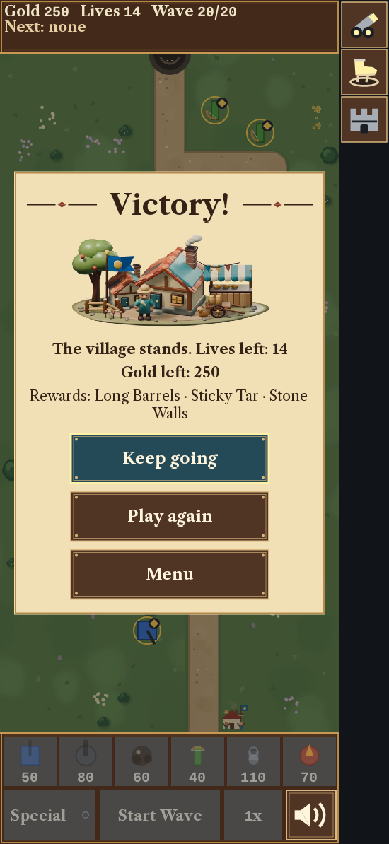 Gold 250 Lives 14 Wave 20/20
Next: none
Victory!
The village stands. Lives left: 14
Gold left: 250
Rewards: Long Barrels · Sticky Tar · Stone
Walls
Keep going
Play again
Menu
50 80 60 40 110 70
Special Start Wave 1x